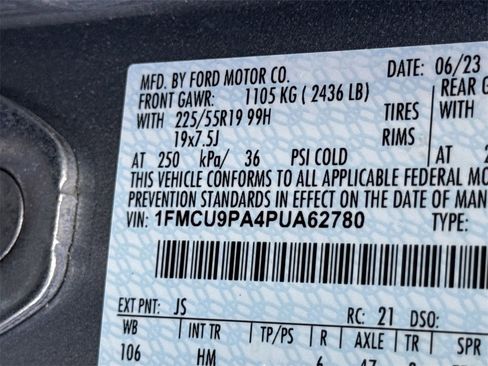 MFD. BY FORD MOTOR CO. DATE: 06/23
FRONT GAWR: 1105 KG ( 2436 LB) REAR G
WITH 225/55R19 99H TIRES WITH
19x7.5J RIMS
AT 250 kPa/ 36 PSI COLD AT 2
THIS VEHICLE CONFORMS TO ALL APPLICABLE FEDERAL MO
PREVENTION STANDARDS IN EFFECT ON THE DATE OF MAN
VIN: 1FMCU9PA4PUA62780 TYPE:
EXT PNT: JS RC: 21 DSO:
WB INT TR TP/PS R AXLE TR SPR
106 HM 6 47